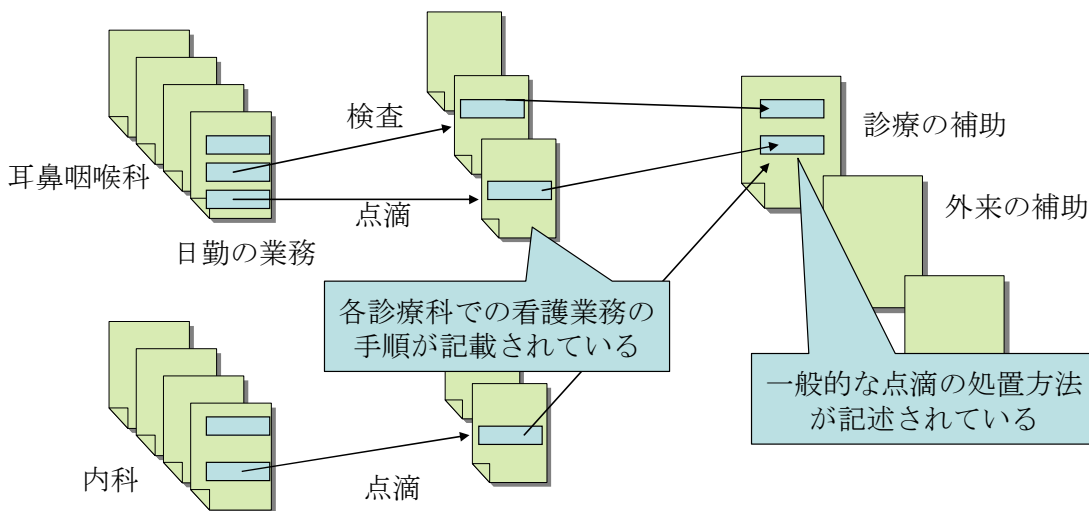 検査
診療の補助
耳鼻咽喉科
点滴
外来の補助
日勤の業務
各診療科での看護業務の
手順が記載されている
一般的な点滴の処置方法
が記述されている
内科
点滴